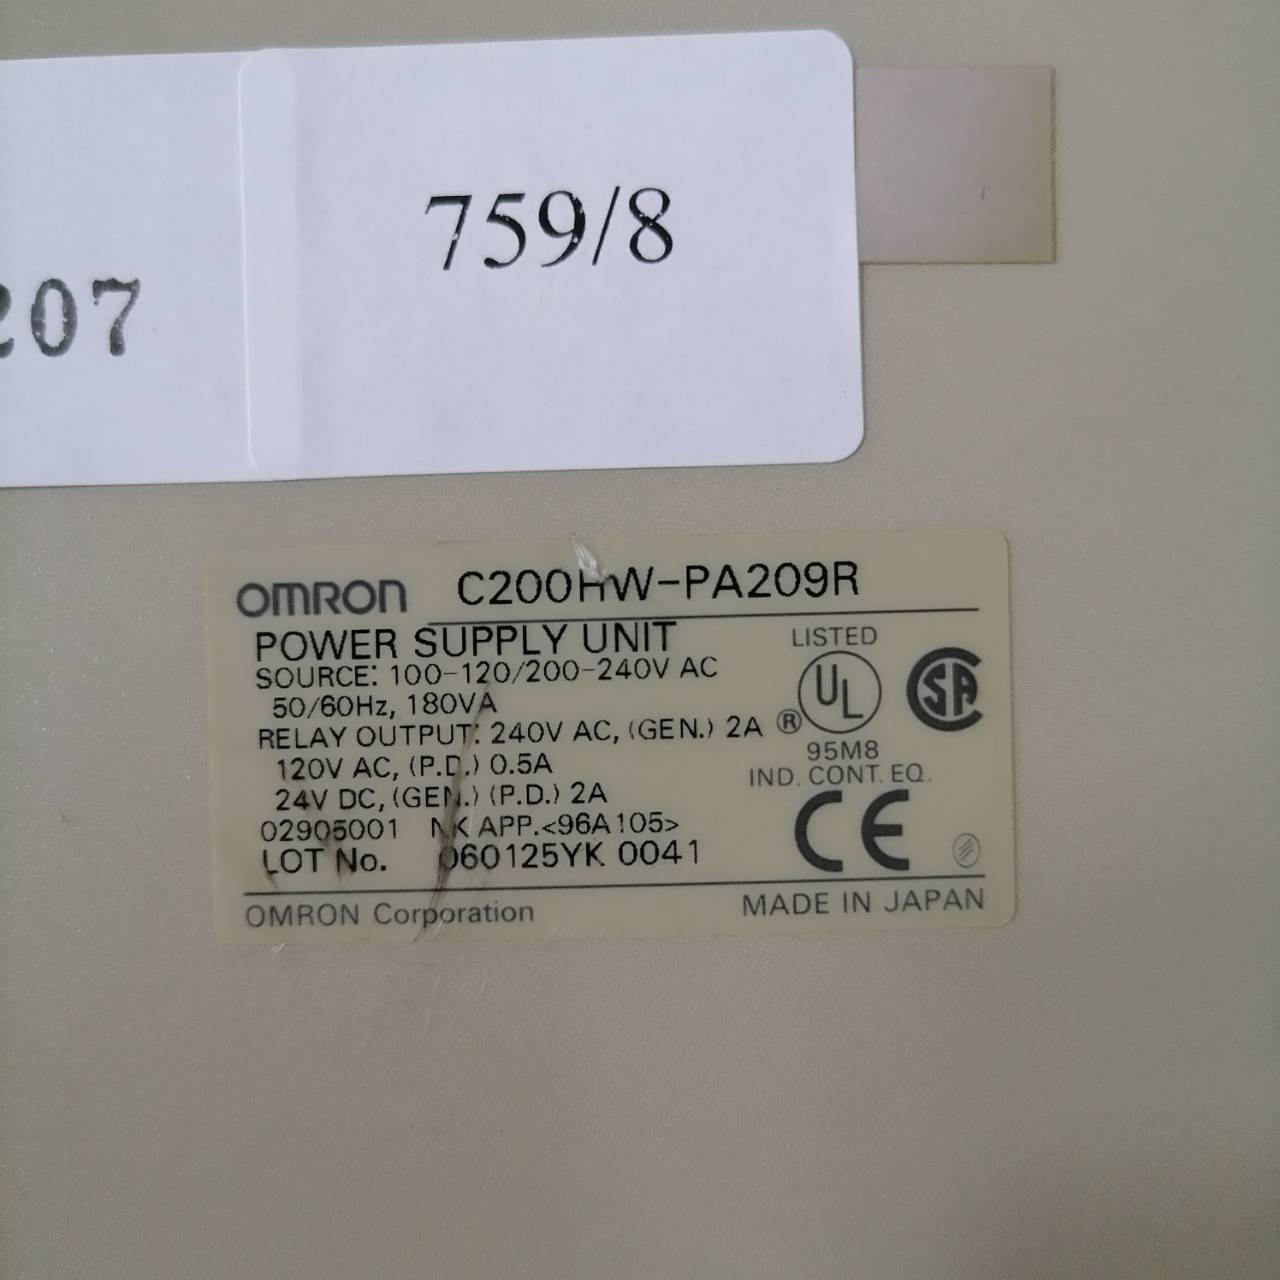 759/8
207
OMRON C200HW-PA209R
POWER SUPPLY UNIT
SOURCE: 100-120/200-240V AC
50/60Hz, 180VA
RELAY OUTPUT: 240V AC, (GEN.) 2A
120V AC, (P.D.) 0.5A
24V DC, (GEN.) (P.D.) 2A
02905001 NK APP.<96A105>
LOT No. 060125YK 0041
LISTED
UL ®
SA
95M8
IND. CONT. EQ.
CE
OMRON Corporation
MADE IN JAPAN